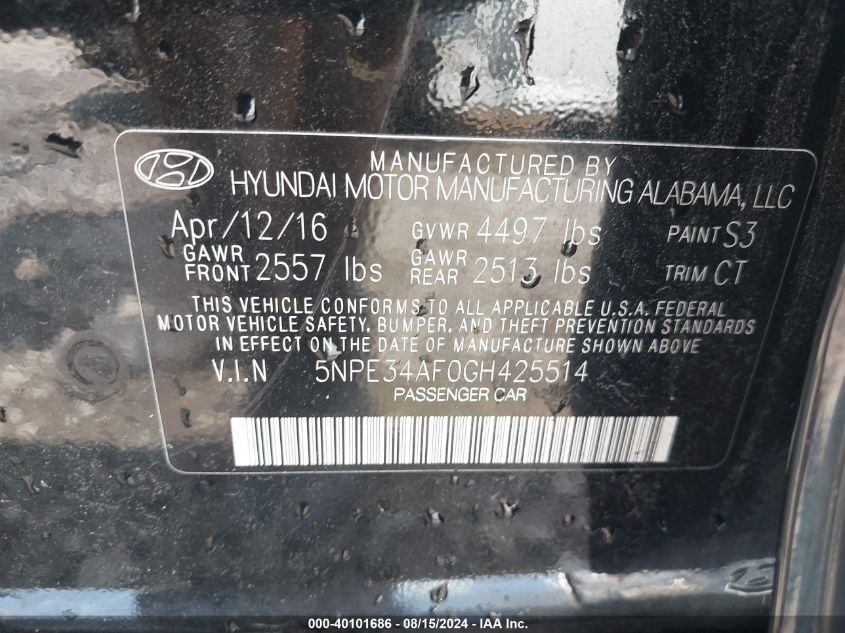 MANUFACTURED BY
HYUNDAI MOTOR MANUFACTURING ALABAMA, LLC
Apr/12/16 GVWR 4497 lbs PAINT S3
GAWR FRONT 2557 lbs GAWR REAR 2513 lbs TRIM CT
THIS VEHICLE CONFORMS TO ALL APPLICABLE U.S.A. FEDERAL
MOTOR VEHICLE SAFETY, BUMPER, AND THEFT PREVENTION STANDARDS
IN EFFECT ON THE DATE OF MANUFACTURE SHOWN ABOVE
V.I.N 5NPE34AF0GH425514
PASSENGER CAR
000-40101686 - 08/15/2024 - IAA Inc.